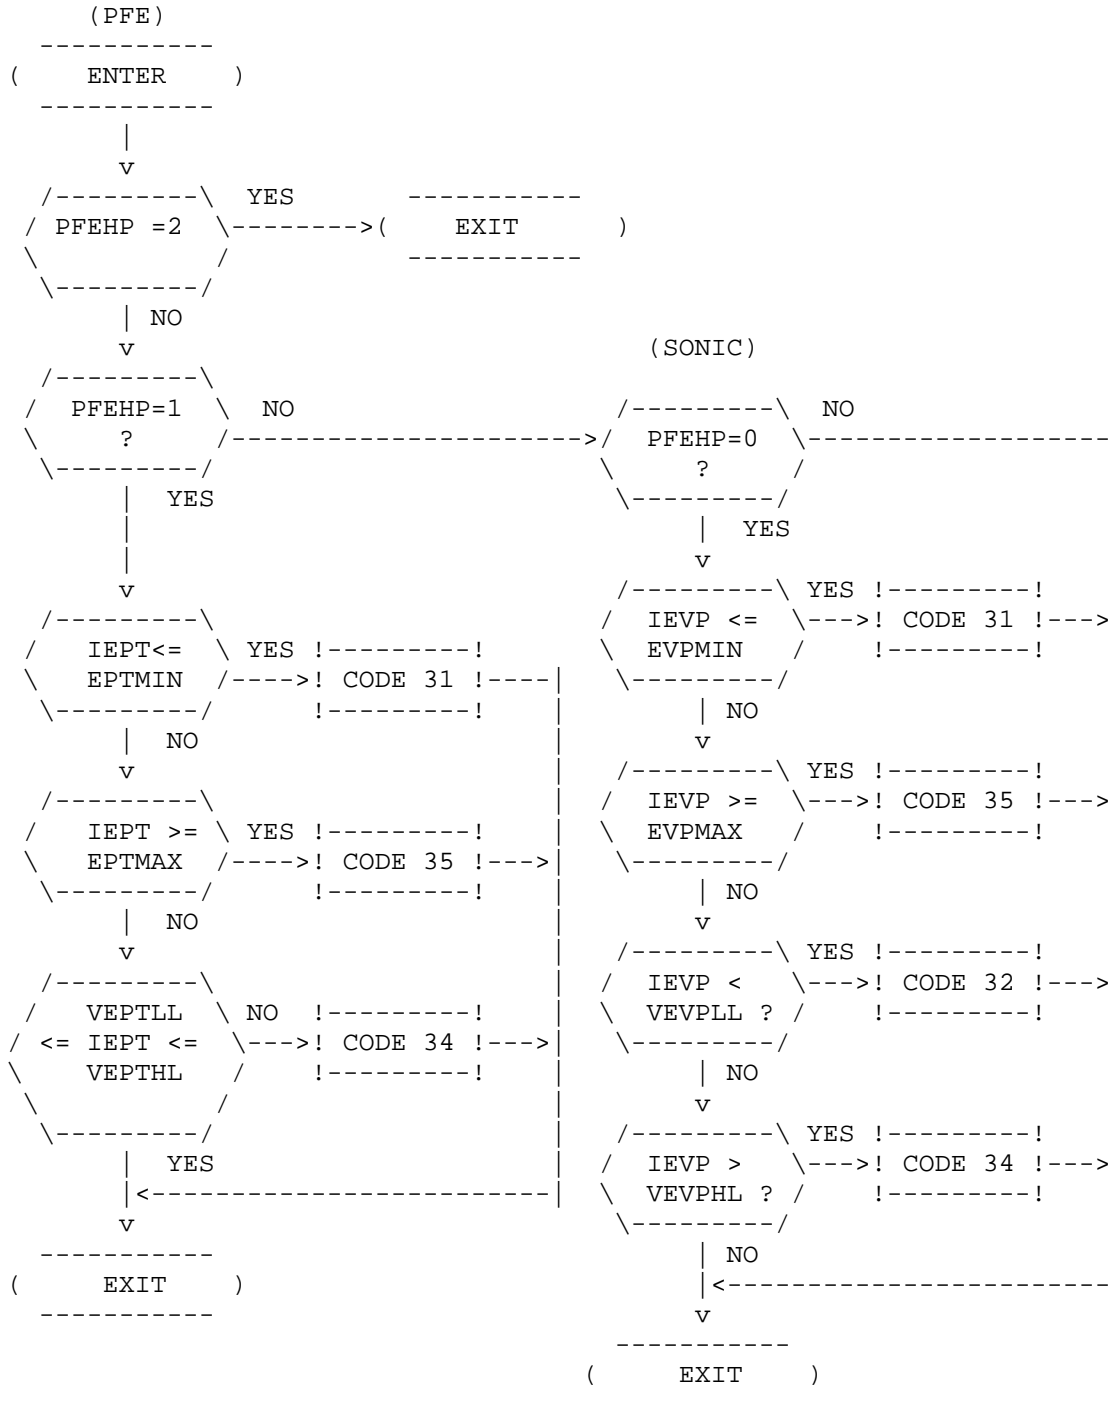 (PFE)
ENTER
PFEHP =2 YES EXIT
NO
(SONIC)
PFEHP=1 ? NO
PFEHP=0 ? NO
YES
YES
IEVP <= EVPMIN YES CODE 31
IEPT<= EPTMIN YES CODE 31
NO
NO
IEVP >= EVPMAX YES CODE 35
IEPT >= EPTMAX YES CODE 35
NO
NO
IEVP < VEVPLL ? YES CODE 32
VEPTLL <= IEPT <= VEPTHL NO CODE 34
NO
IEVP > VEVPHL ? YES CODE 34
YES
NO
EXIT
EXIT